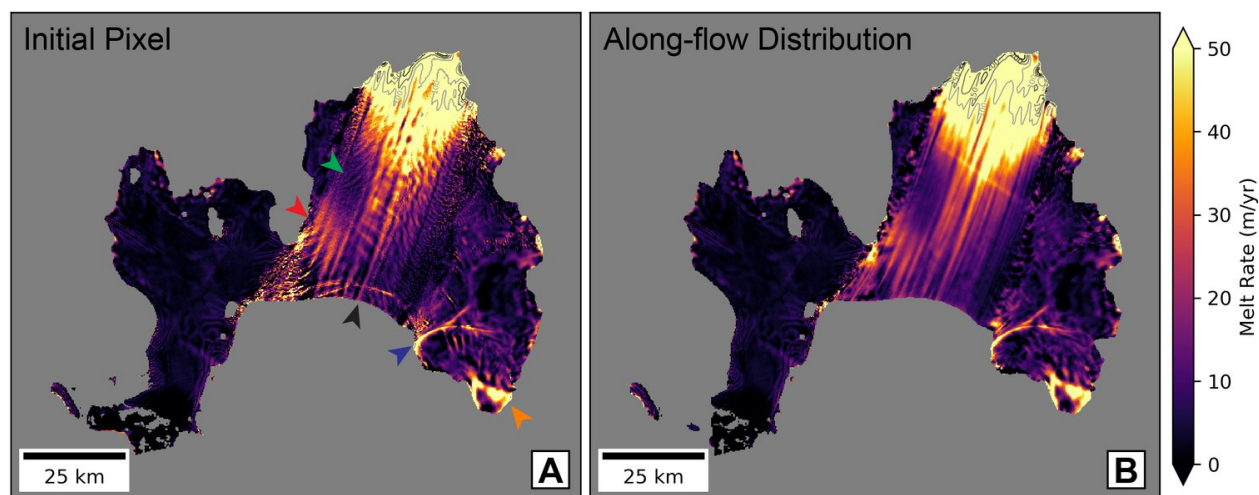 Initial Pixel
Along-flow Distribution
50
40
30
20
10
0
Melt Rate (m/yr)
25 km
A
25 km
B